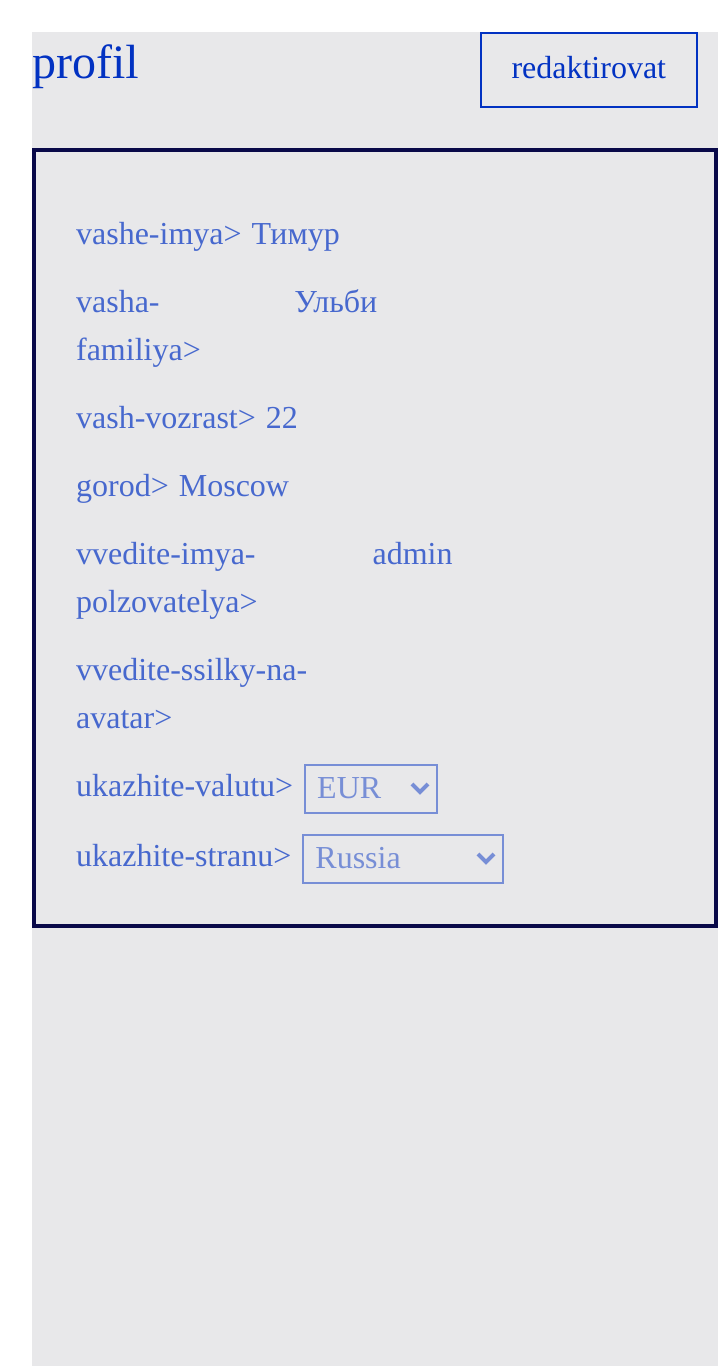 profil
redaktirovat
vashe-imya> Тимур
vasha- Ульби
familiya>
vash-vozrast> 22
gorod> Moscow
vvedite-imya- admin
polzovatelya>
vvedite-ssilky-na-
avatar>
ukazhite-valutu> EUR
ukazhite-stranu> Russia